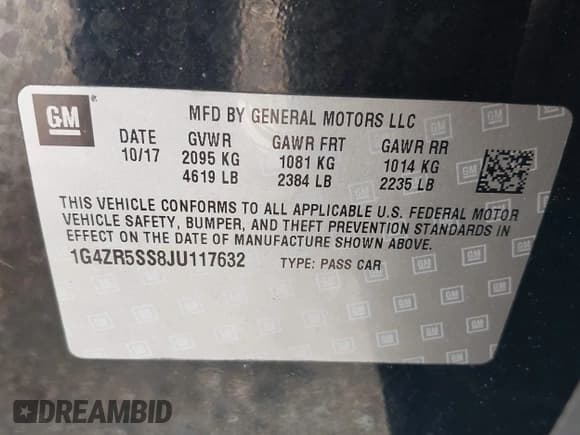 GM
MFD BY GENERAL MOTORS LLC
DATE GVWR GAWR FRT GAWR RR
10/17 2095 KG 1081 KG 1014 KG
4619 LB 2384 LB 2235 LB
THIS VEHICLE CONFORMS TO ALL APPLICABLE U.S. FEDERAL MOTOR
VEHICLE SAFETY, BUMPER, AND THEFT PREVENTION STANDARDS IN
EFFECT ON THE DATE OF MANUFACTURE SHOWN ABOVE.
1G4ZR5SS8JU117632 TYPE: PASS CAR
DREAMBID